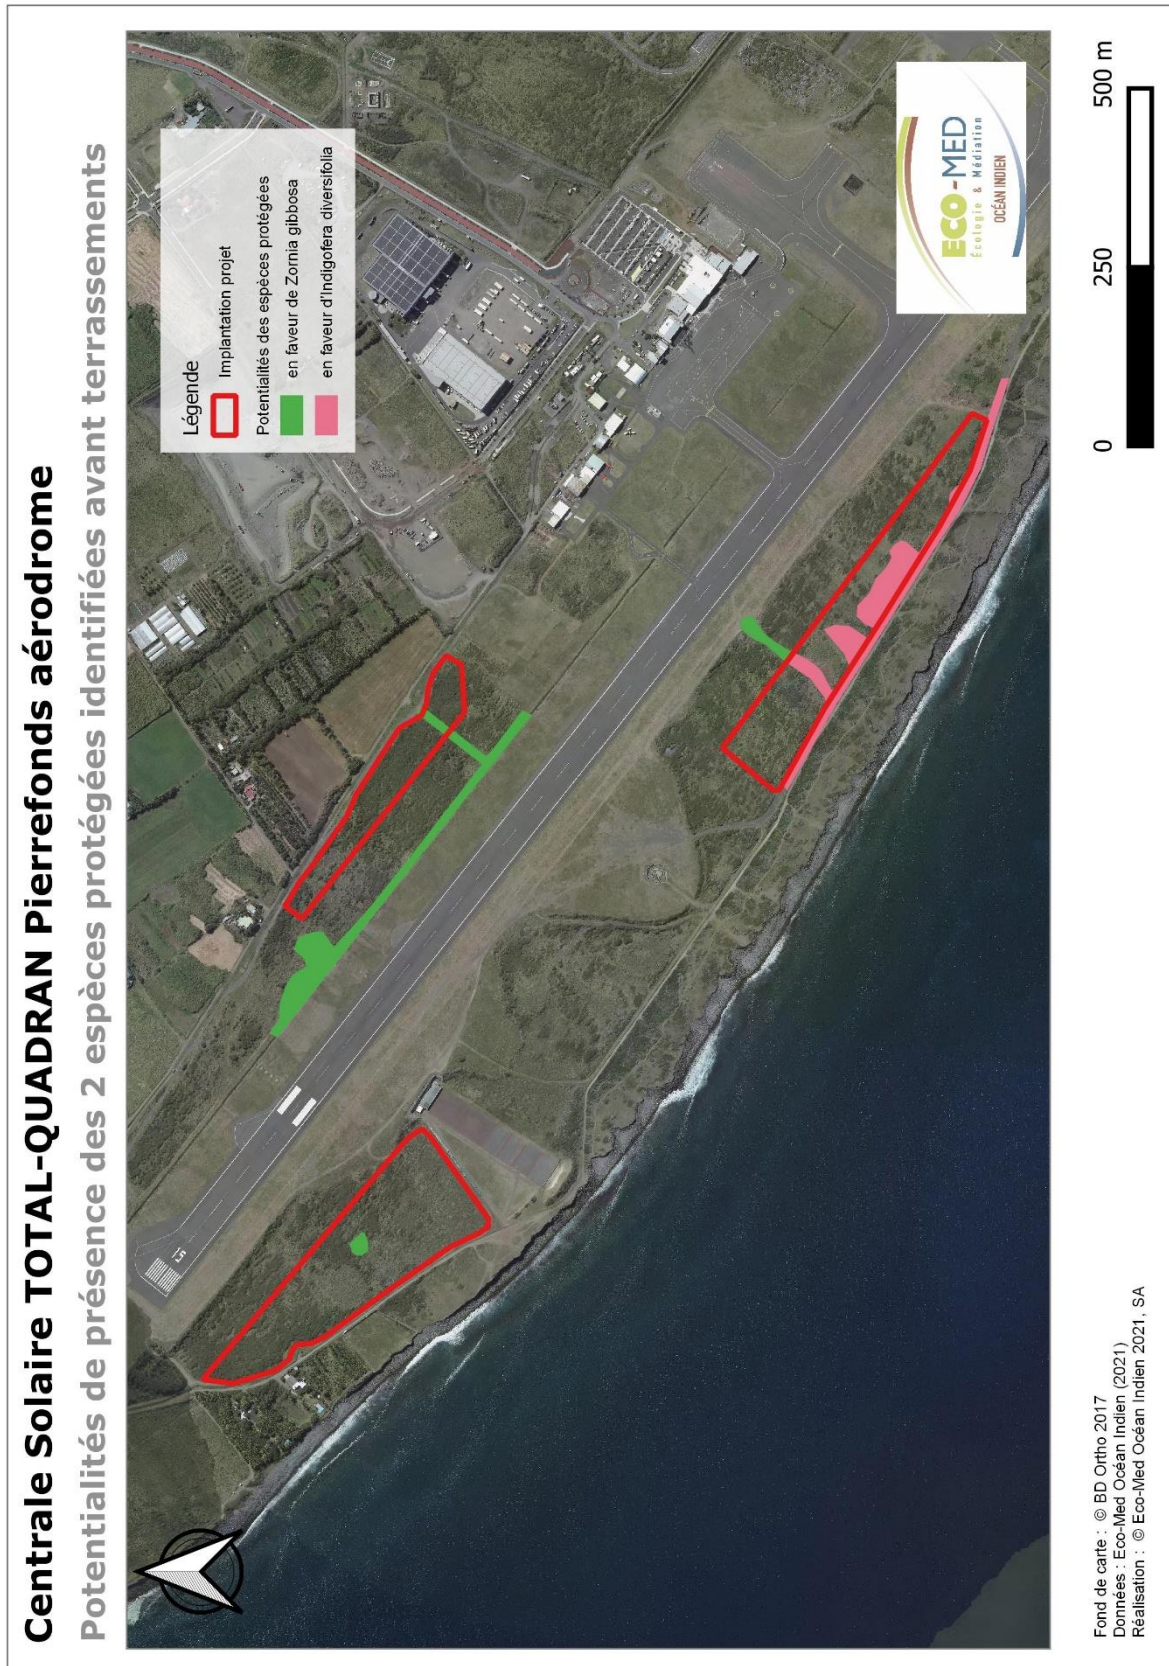 Centrale Solaire TOTAL-QUADRAN Pierrefonds aérodrome
Potentialités de présence des 2 espèces protégées identifiées avant terrassements
Légende
Implantation projet
Potentialités des espèces protégées
en faveur de Zornia gibbosa
en faveur d'Indigofera diversifolia
15
ECO-MED
Écologie & Médiation
OCÉAN INDIEN
Fond de carte : © BD Ortho 2017
Données : Eco-Med Océan Indien (2021)
Réalisation : © Eco-Med Océan Indien 2021, SA
0 250 500 m